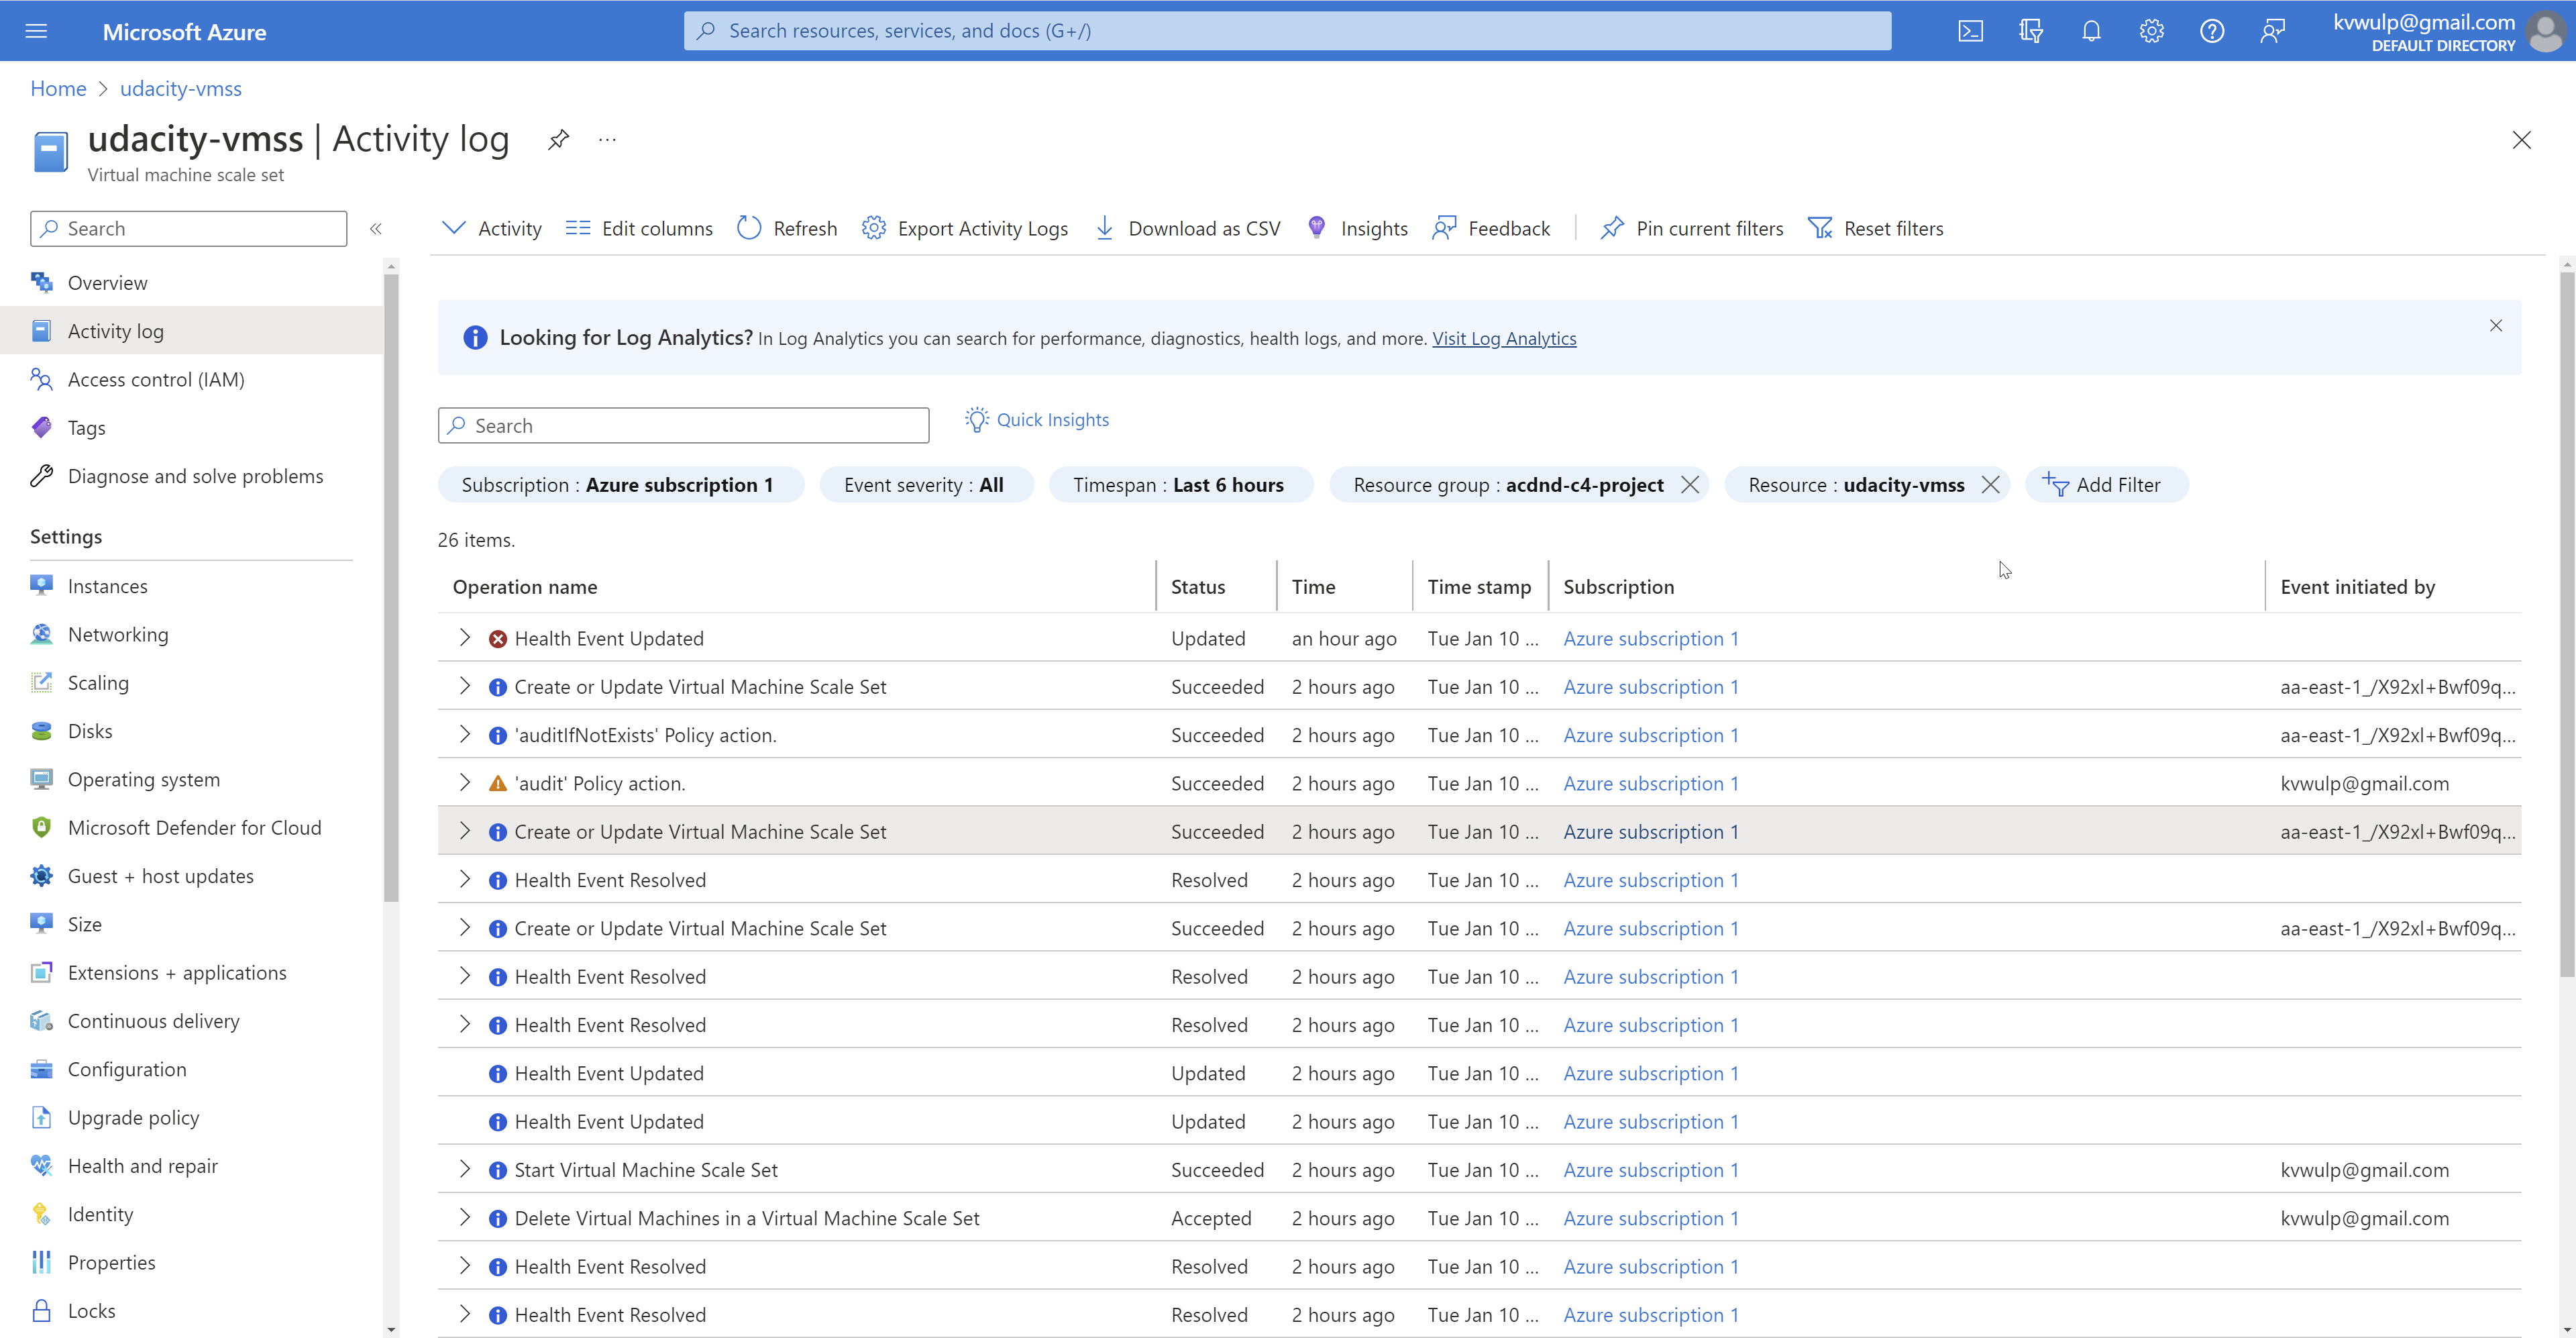 Microsoft Azure
Search resources, services, and docs (G+/)
kvwulp@gmail.com
DEFAULT DIRECTORY
Home > udacity-vmss
udacity-vmss | Activity log
Virtual machine scale set
Search
Activity Edit columns Refresh Export Activity Logs Download as CSV Insights Feedback Pin current filters Reset filters
Overview
Activity log
Access control (IAM)
Tags
Diagnose and solve problems
Settings
Instances
Networking
Scaling
Disks
Operating system
Microsoft Defender for Cloud
Guest + host updates
Size
Extensions + applications
Continuous delivery
Configuration
Upgrade policy
Health and repair
Identity
Properties
Locks
Looking for Log Analytics? In Log Analytics you can search for performance, diagnostics, health logs, and more. Visit Log Analytics
Search
Quick Insights
Subscription : Azure subscription 1 Event severity : All Timespan : Last 6 hours Resource group : acdnd-c4-project Resource : udacity-vmss Add Filter
26 items.
Operation name Status Time Time stamp Subscription Event initiated by
Health Event Updated Updated an hour ago Tue Jan 10 ... Azure subscription 1
Create or Update Virtual Machine Scale Set Succeeded 2 hours ago Tue Jan 10 ... Azure subscription 1 aa-east-1_/X92xl+Bwf09q...
'auditIfNotExists' Policy action. Succeeded 2 hours ago Tue Jan 10 ... Azure subscription 1 aa-east-1_/X92xl+Bwf09q...
'audit' Policy action. Succeeded 2 hours ago Tue Jan 10 ... Azure subscription 1 kvwulp@gmail.com
Create or Update Virtual Machine Scale Set Succeeded 2 hours ago Tue Jan 10 ... Azure subscription 1 aa-east-1_/X92xl+Bwf09q...
Health Event Resolved Resolved 2 hours ago Tue Jan 10 ... Azure subscription 1
Create or Update Virtual Machine Scale Set Succeeded 2 hours ago Tue Jan 10 ... Azure subscription 1 aa-east-1_/X92xl+Bwf09q...
Health Event Resolved Resolved 2 hours ago Tue Jan 10 ... Azure subscription 1
Health Event Resolved Resolved 2 hours ago Tue Jan 10 ... Azure subscription 1
Health Event Updated Updated 2 hours ago Tue Jan 10 ... Azure subscription 1
Health Event Updated Updated 2 hours ago Tue Jan 10 ... Azure subscription 1
Start Virtual Machine Scale Set Succeeded 2 hours ago Tue Jan 10 ... Azure subscription 1 kvwulp@gmail.com
Delete Virtual Machines in a Virtual Machine Scale Set Accepted 2 hours ago Tue Jan 10 ... Azure subscription 1 kvwulp@gmail.com
Health Event Resolved Resolved 2 hours ago Tue Jan 10 ... Azure subscription 1
Health Event Resolved Resolved 2 hours ago Tue Jan 10 ... Azure subscription 1